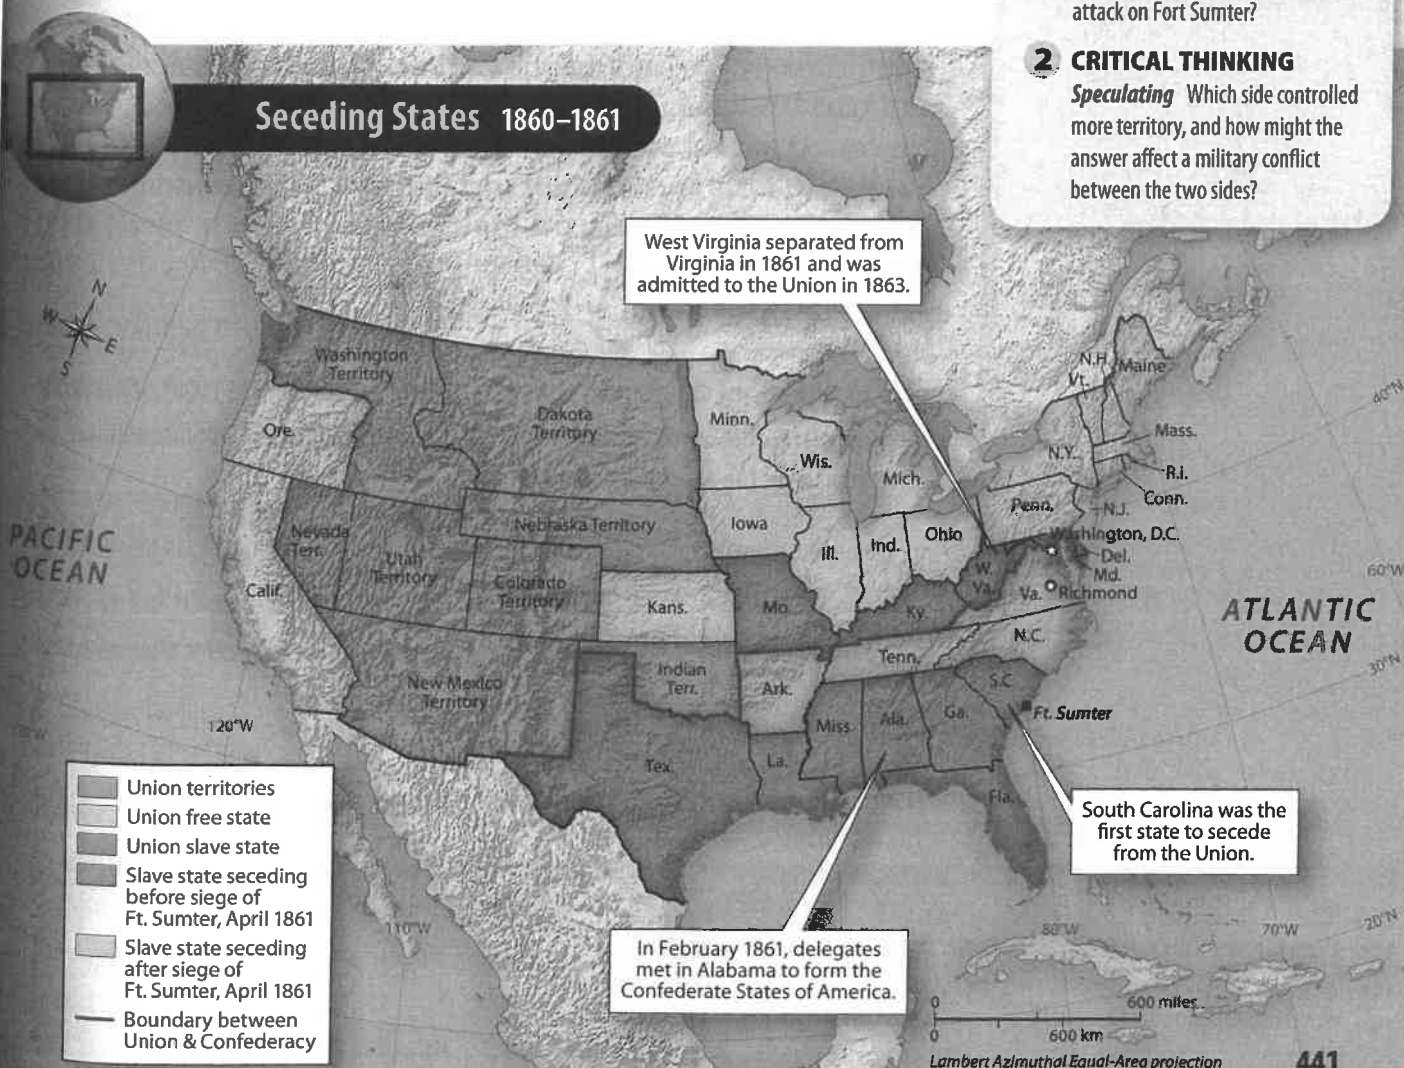 attack on Fort Sumter?
2 CRITICAL THINKING
Speculating Which side controlled
more territory, and how might the
answer affect a military conflict
between the two sides?
Seceding States 1860–1861
West Virginia separated from
Virginia in 1861 and was
admitted to the Union in 1863.
N
W
E
S
Washington
Territory
Ore.
Dakota
Territory
Minn.
Wis.
Mich.
N.H.
Vt.
Maine
N.Y.
Mass.
R.I.
Conn.
40°N
PACIFIC
OCEAN
Nevada
Terr.
Utah
Territory
Nebraska Territory
Colorado
Territory
Iowa
Ill.
Ind.
Ohio
Penn.
N.J.
Washington, D.C.
Del.
Md.
W.
Va.
Va.
Richmond
Calif.
Kans.
Mo.
Ky.
60°W
ATLANTIC
OCEAN
New Mexico
Territory
Indian
Terr.
Ark.
Tenn.
N.C.
S.C.
30°N
Ft. Sumter
120°W
Tex.
La.
Miss.
Ala.
Ga.
Fla.
South Carolina was the
first state to secede
from the Union.
Union territories
Union free state
Union slave state
Slave state seceding
before siege of
Ft. Sumter, April 1861
Slave state seceding
after siege of
Ft. Sumter, April 1861
Boundary between
Union & Confederacy
110°W
In February 1861, delegates
met in Alabama to form the
Confederate States of America.
80°W
70°W
20°N
0
600 miles
0
600 km
Lambert Azimuthal Equal-Area projection
441